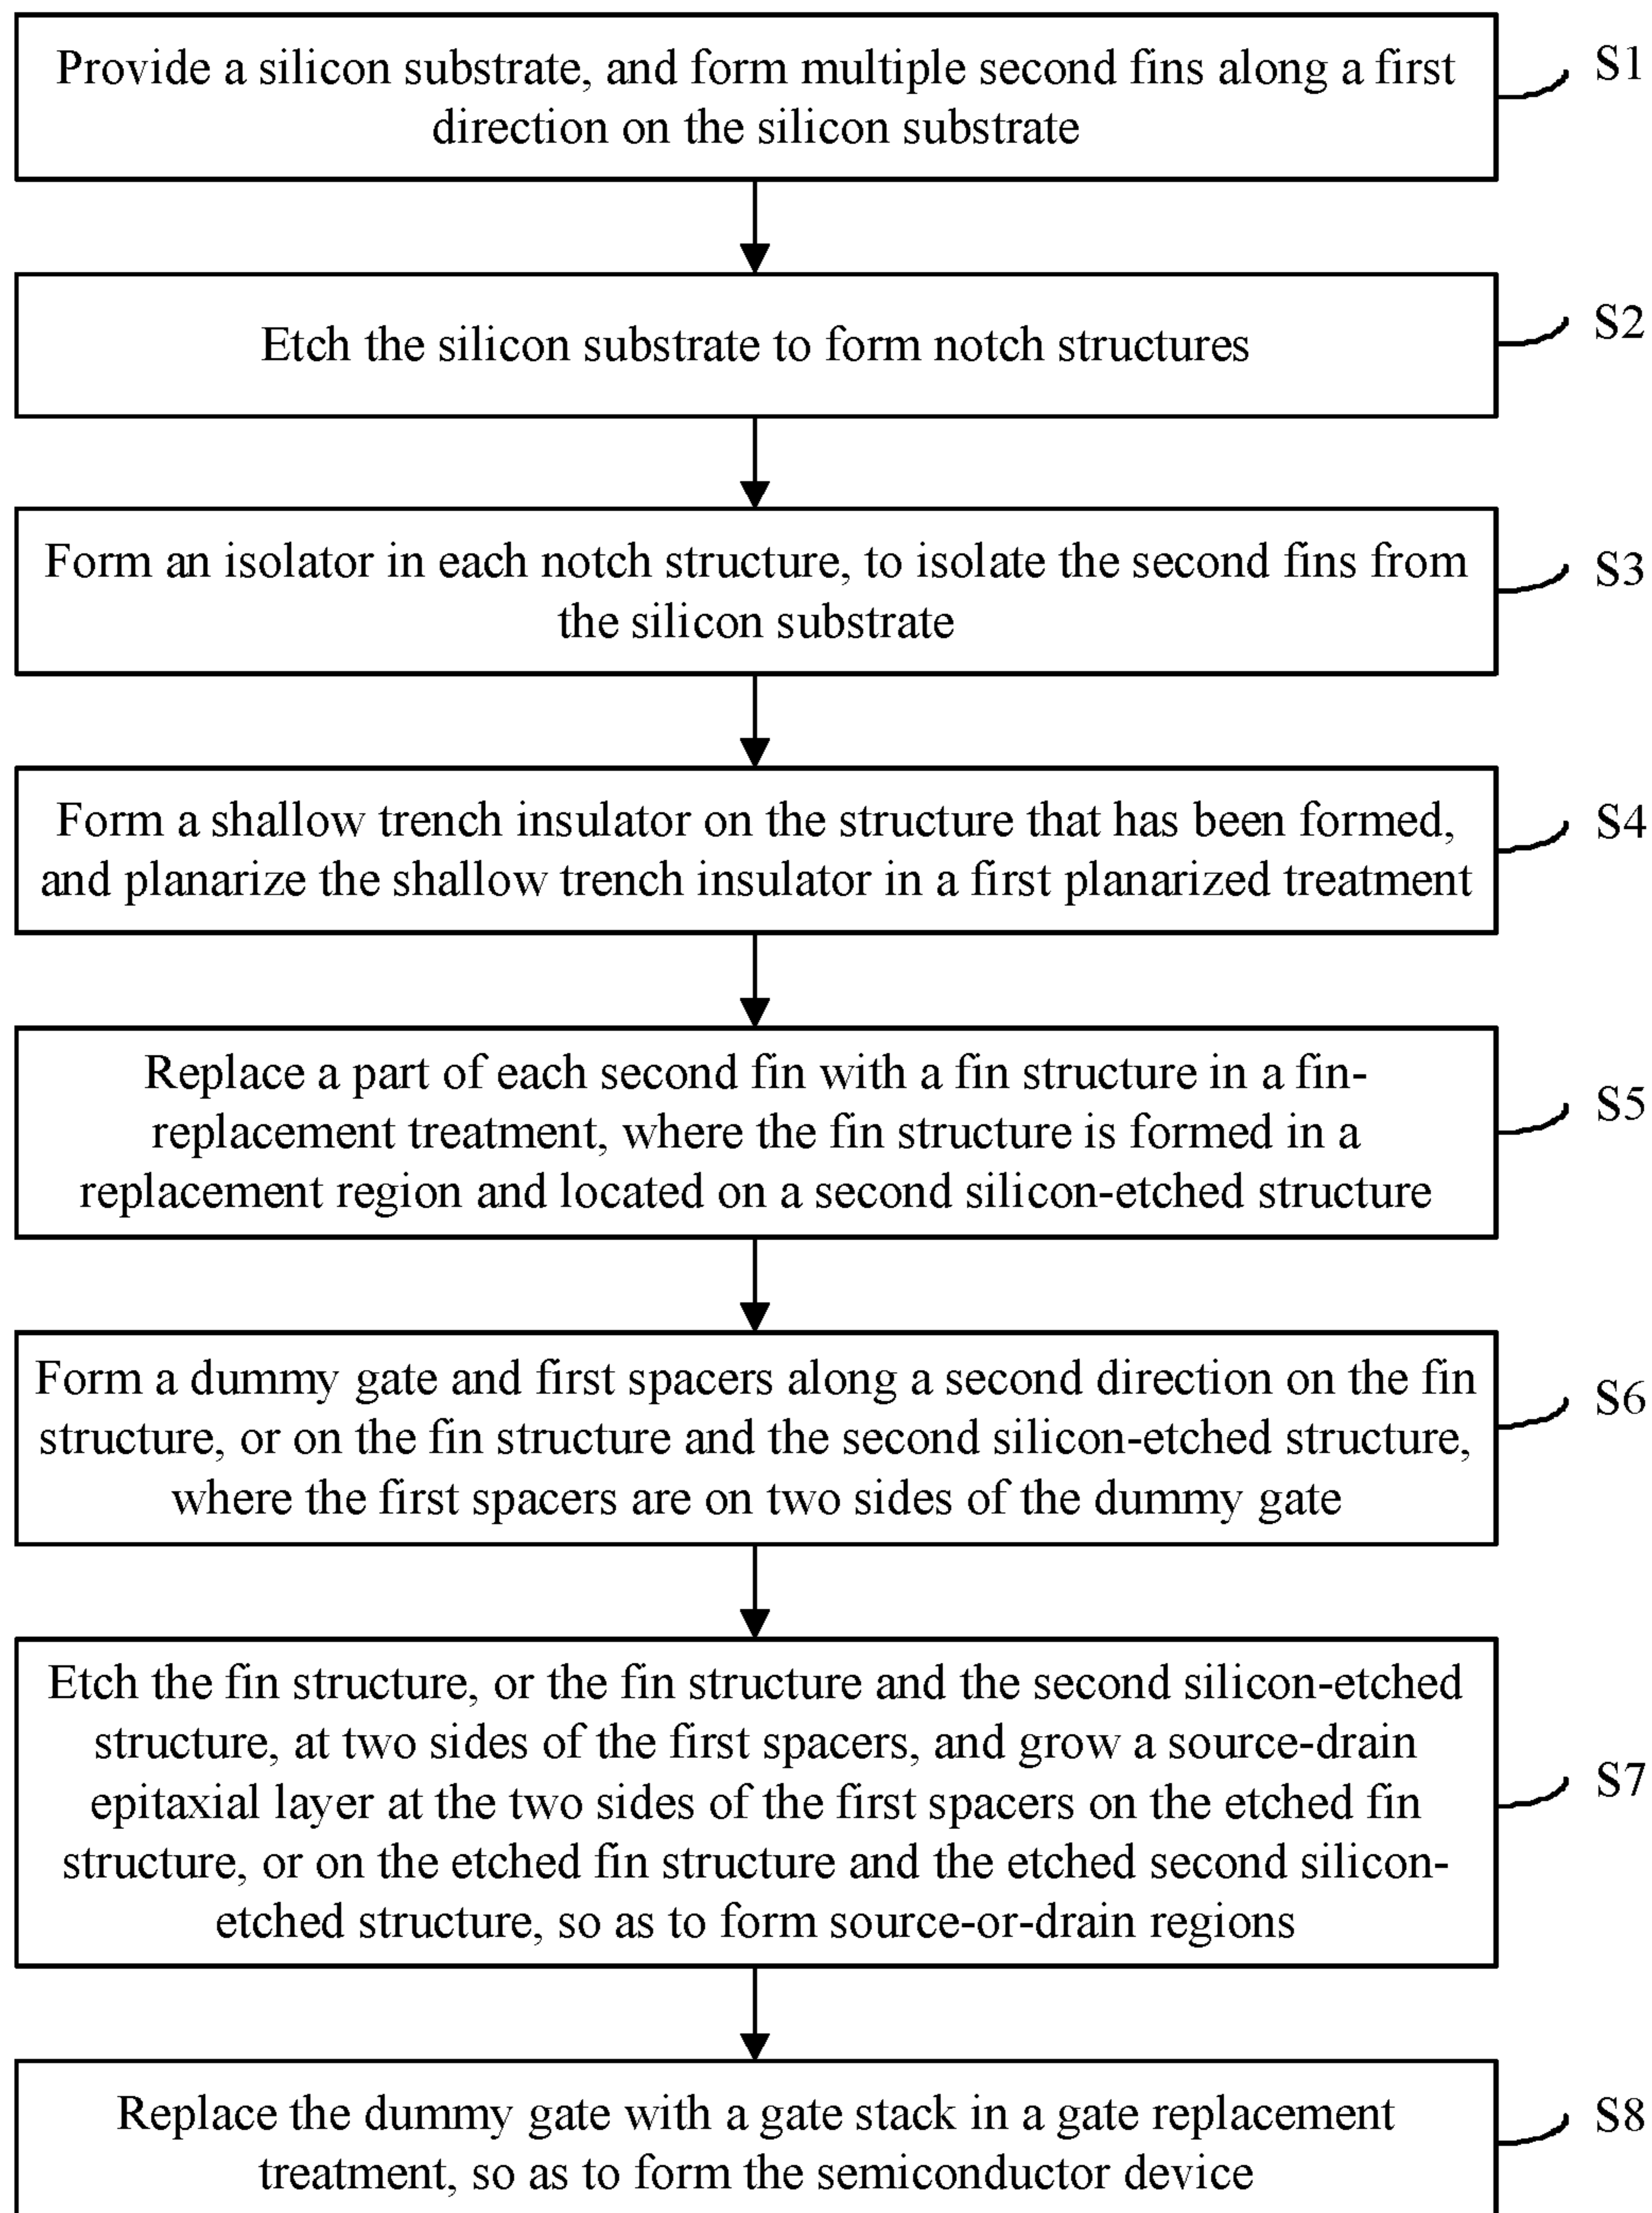 Provide a silicon substrate, and form multiple second fins along a first
direction on the silicon substrate
S1
Etch the silicon substrate to form notch structures
S2
Form an isolator in each notch structure, to isolate the second fins from
the silicon substrate
S3
Form a shallow trench insulator on the structure that has been formed,
and planarize the shallow trench insulator in a first planarized treatment
S4
Replace a part of each second fin with a fin structure in a fin-
replacement treatment, where the fin structure is formed in a
replacement region and located on a second silicon-etched structure
S5
Form a dummy gate and first spacers along a second direction on the fin
structure, or on the fin structure and the second silicon-etched structure,
where the first spacers are on two sides of the dummy gate
S6
Etch the fin structure, or the fin structure and the second silicon-etched
structure, at two sides of the first spacers, and grow a source-drain
epitaxial layer at the two sides of the first spacers on the etched fin
structure, or on the etched fin structure and the etched second silicon-
etched structure, so as to form source-or-drain regions
S7
Replace the dummy gate with a gate stack in a gate replacement
treatment, so as to form the semiconductor device
S8